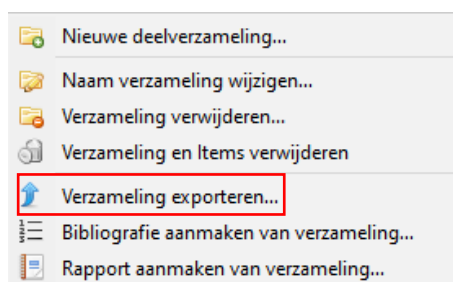 Nieuwe deelverzameling...
Naam verzameling wijzigen...
Verzameling verwijderen...
Verzameling en Items verwijderen
Verzameling exporteren...
Bibliografie aanmaken van verzameling...
Rapport aanmaken van verzameling...